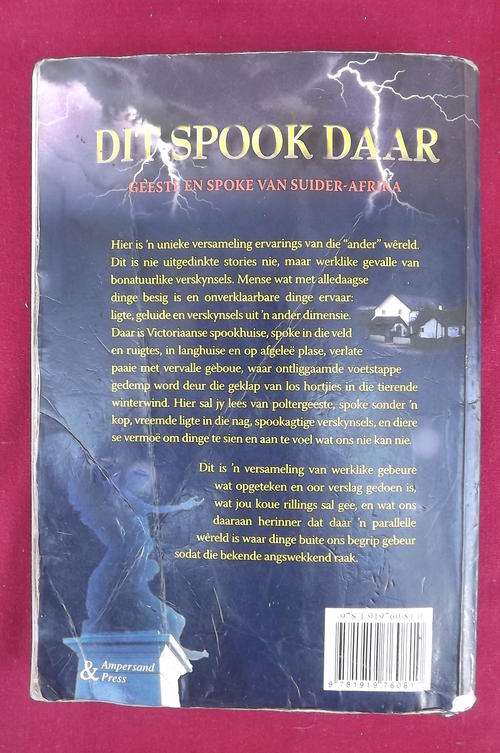 DIT SPOOK DAAR
GEESTE EN SPOKE VAN SUIDER-AFRIKA
Hier is 'n unieke versameling ervarings van die "ander" wêreld.
Dit is nie uitgedinkte stories nie, maar werklike gevalle van
bonatuurlike verskynsels. Mense wat met alledaagse
dinge besig is en onverklaarbare dinge ervaar:
ligte, geluide en verskynsels uit 'n ander dimensie.
Daar is Victoriaanse spookhuise, spoke in die veld
en ruigtes, in langhuise en op afgeleë plase, verlate
paaie met vervalle geboue, waar ontliggaamde voetstappe
gedemp word deur die geklap van los hortjies in die tierende
winterwind. Hier sal jy lees van poltergeeste, spoke sonder 'n
kop, vreemde ligte in die nag, spookagtige verskynsels, en diere
se vermoë om dinge te sien en aan te voel wat ons nie kan nie.
Dit is 'n versameling van werklike gebeure
wat opgeteken en oor verslag gedoen is,
wat jou koue rillings sal gee, en wat ons
daaraan herinner dat daar 'n parallelle
wêreld is waar dinge buite ons begrip gebeur
sodat die bekende angswekkend raak.
& Ampersand
Press
9 781919 76081